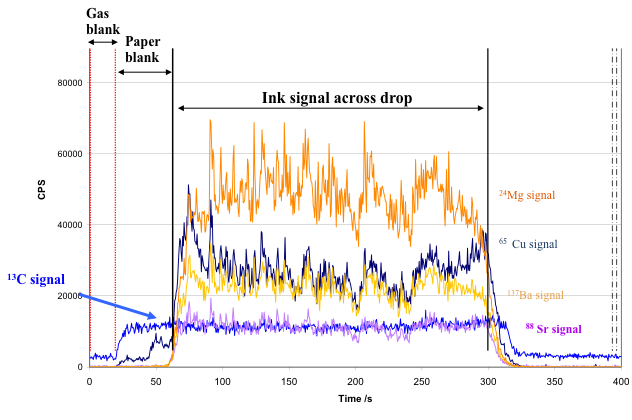 Gas
blank
Paper
blank
Ink signal across drop
80000
60000
40000
20000
0
CPS
²⁴Mg signal
⁶⁵ Cu signal
¹³C signal
¹³⁷Ba signal
⁸⁸ Sr signal
0 50 100 150 200 250 300 350 400
Time /s